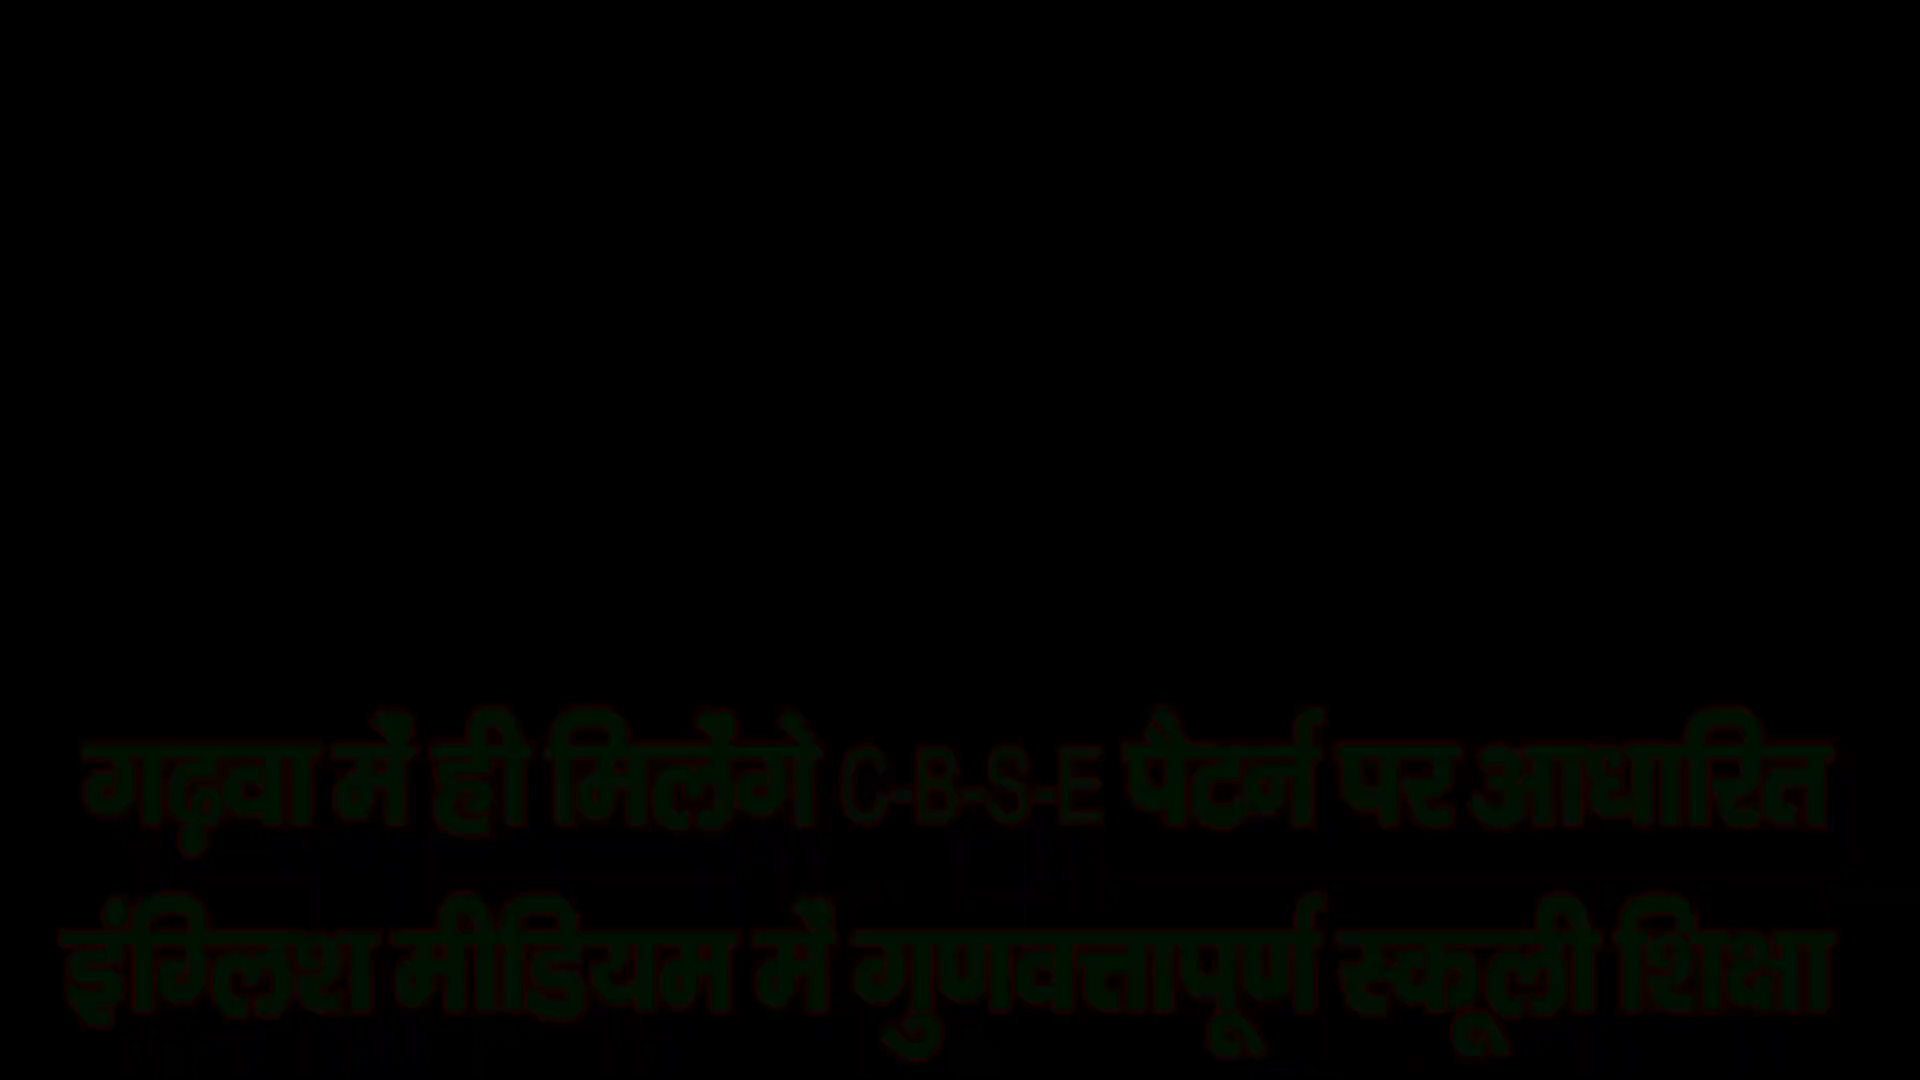 गढ़वा में ही मिलेंगे C-B-S-E पैटर्न पर आधारित
इंग्लिश मीडियम में गुणवत्तापूर्ण स्कूली शिक्षा